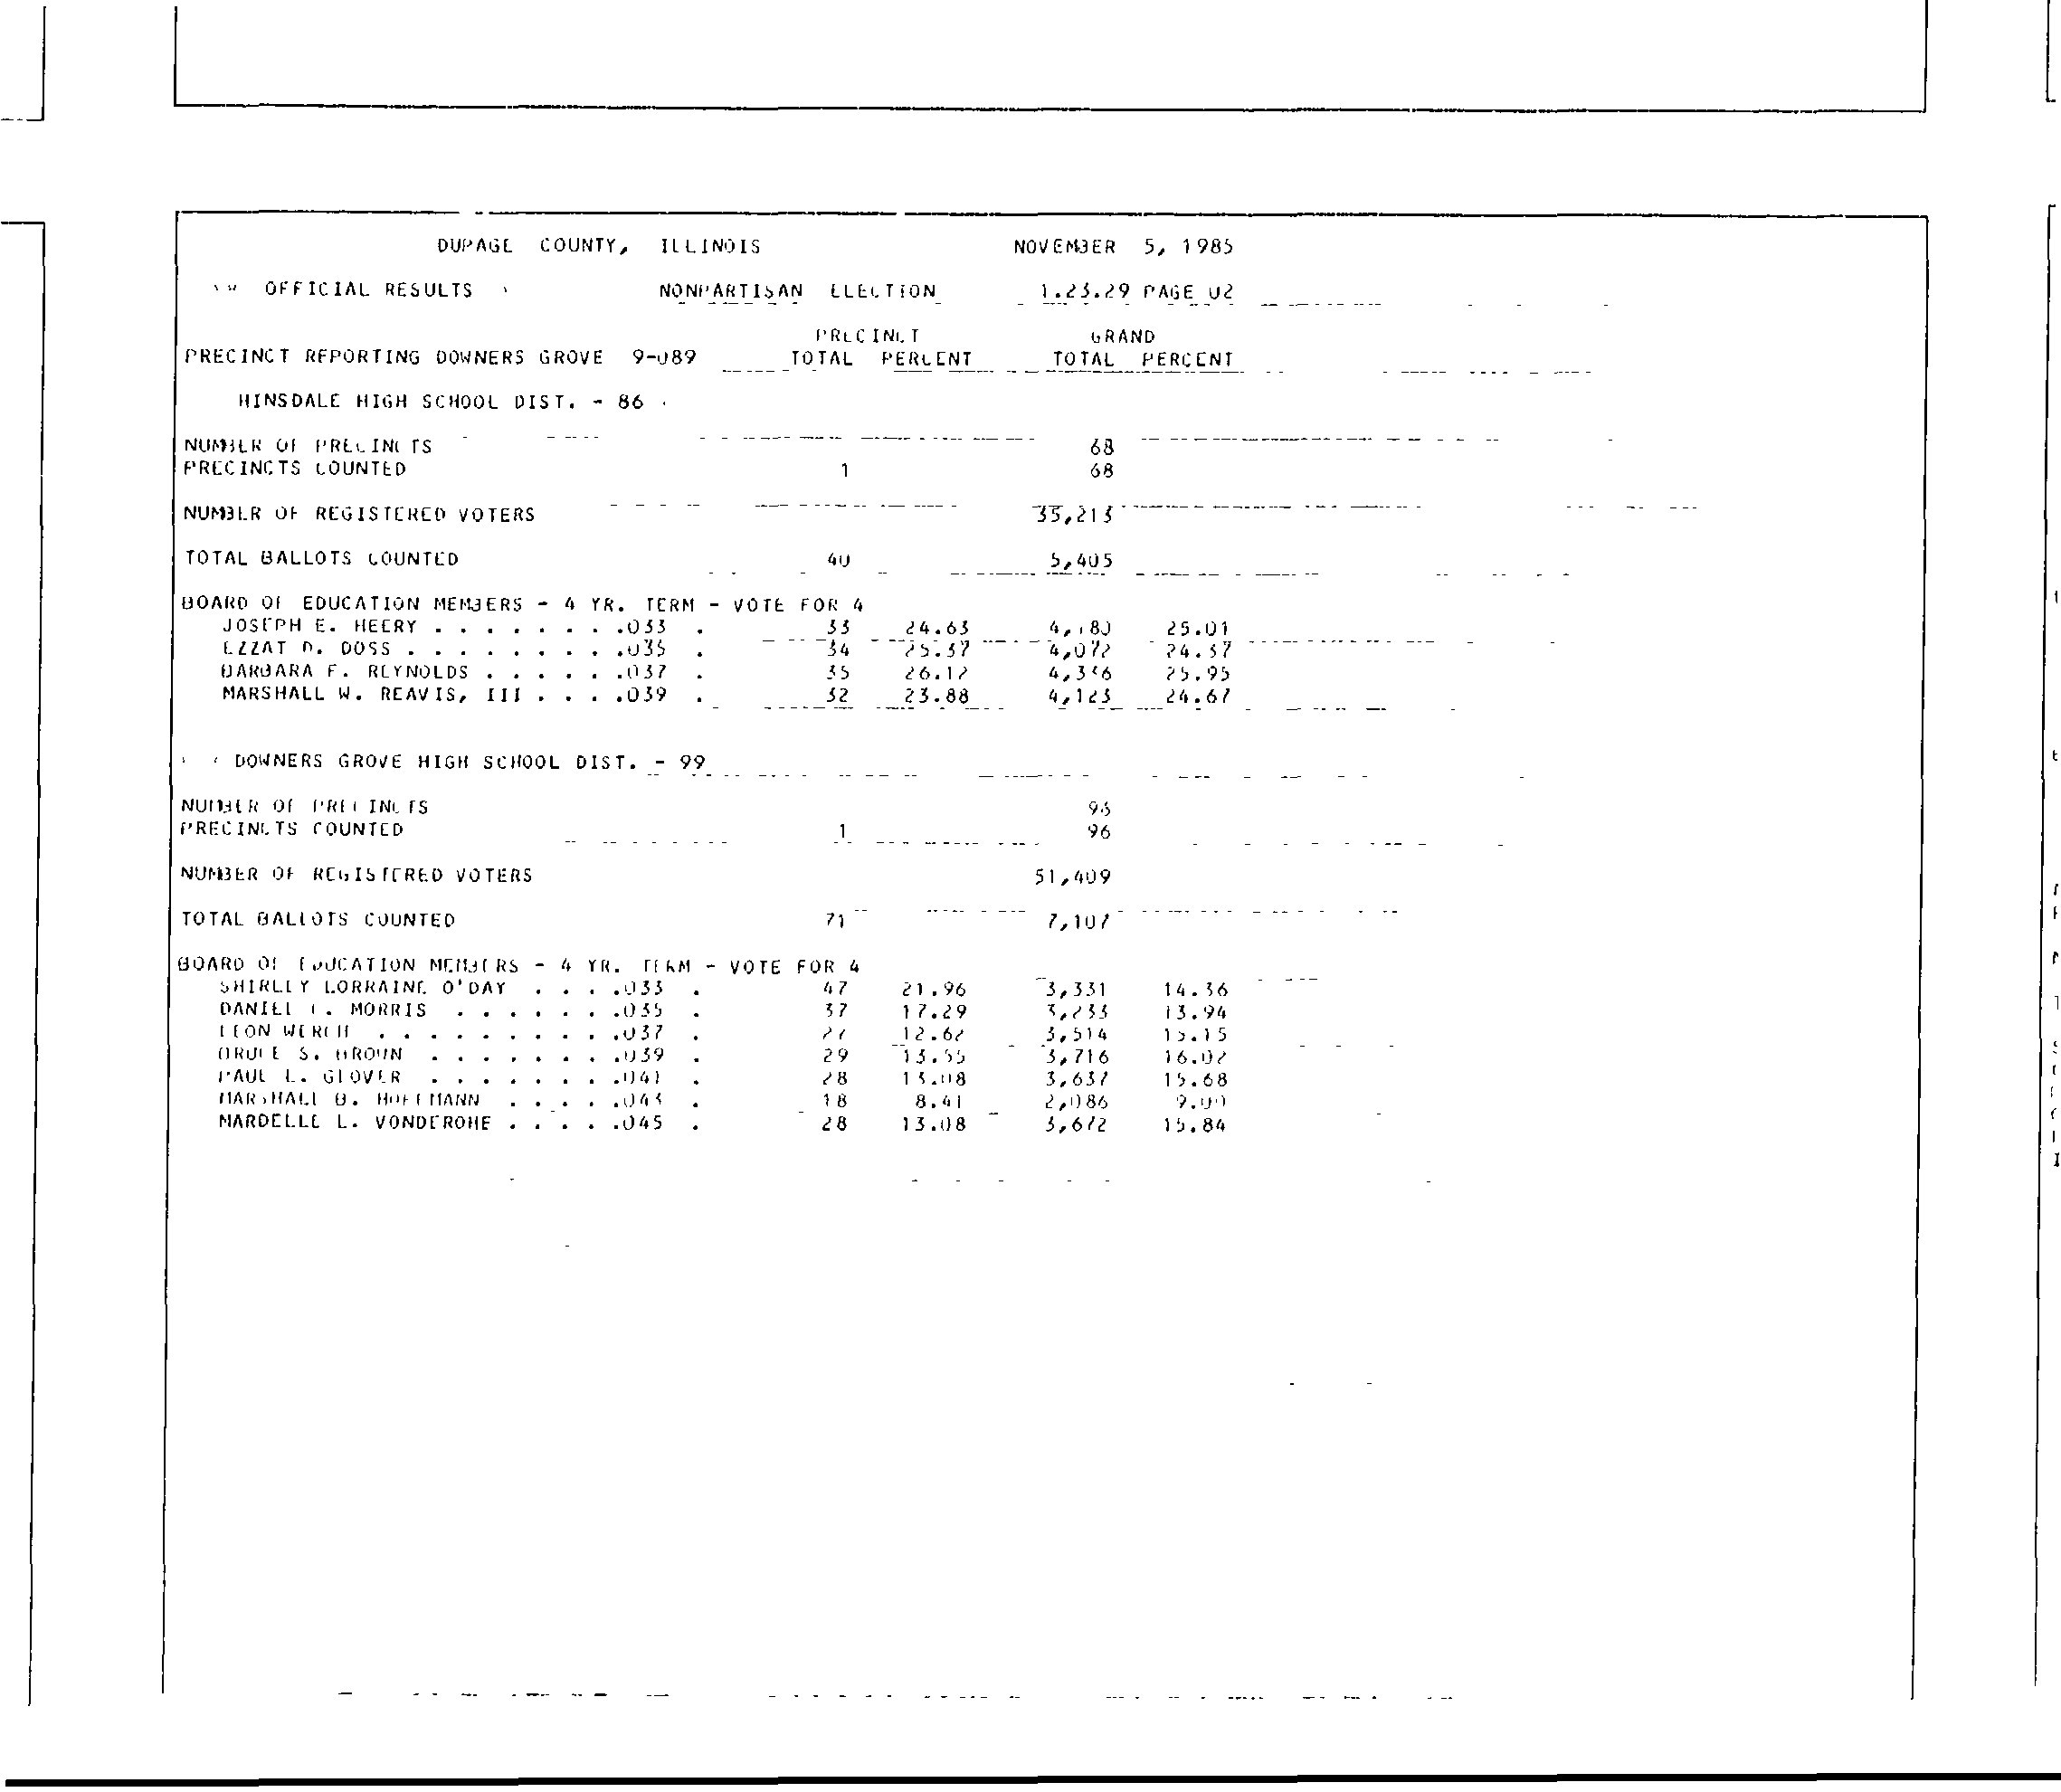 DUPAGE COUNTY, ILLINOIS NOVEMBER 5, 1985
OFFICIAL RESULTS NONPARTISAN ELECTION 1.23.29 PAGE 02
PRECINCT GRAND
PRECINCT REPORTING DOWNERS GROVE 9-089 TOTAL PERCENT TOTAL PERCENT
HINSDALE HIGH SCHOOL DIST. - 86
NUMBER OF PRECINCTS 68
PRECINCTS COUNTED 1 68
NUMBER OF REGISTERED VOTERS 35,213
TOTAL BALLOTS COUNTED 40 5,405
BOARD OF EDUCATION MEMBERS - 4 YR. TERM - VOTE FOR 4
JOSEPH E. HEERY . . . . . . . .033 . 33 24.63 4,180 25.01
EZZAT D. DOSS . . . . . . . . .035 . 34 25.37 4,072 24.37
BARBARA F. REYNOLDS . . . . . .037 . 35 26.12 4,336 25.95
MARSHALL W. REAVIS, III . . . .039 . 32 23.88 4,123 24.67
DOWNERS GROVE HIGH SCHOOL DIST. - 99
NUMBER OF PRECINCTS 96
PRECINCTS COUNTED 1 96
NUMBER OF REGISTERED VOTERS 51,409
TOTAL BALLOTS COUNTED 71 7,107
BOARD OF EDUCATION MEMBERS - 4 YR. TERM - VOTE FOR 4
SHIRLEY LORRAINE O'DAY . . . .033 . 47 21.96 3,331 14.36
DANIEL . MORRIS . . . . . . .035 . 37 17.29 3,233 13.94
LEON WERCH . . . . . . . . . .037 . 27 12.62 3,514 15.15
BRUCE S. BROWN . . . . . . . .039 . 29 13.55 3,716 16.02
PAUL L. GLOVER . . . . . . . .041 . 28 13.08 3,637 15.68
MARSHALL B. HOFFMANN . . . . .043 . 18 8.41 2,086 9.00
MARDELLE L. VONDEROHE . . . . .045 . 28 13.08 3,672 15.84